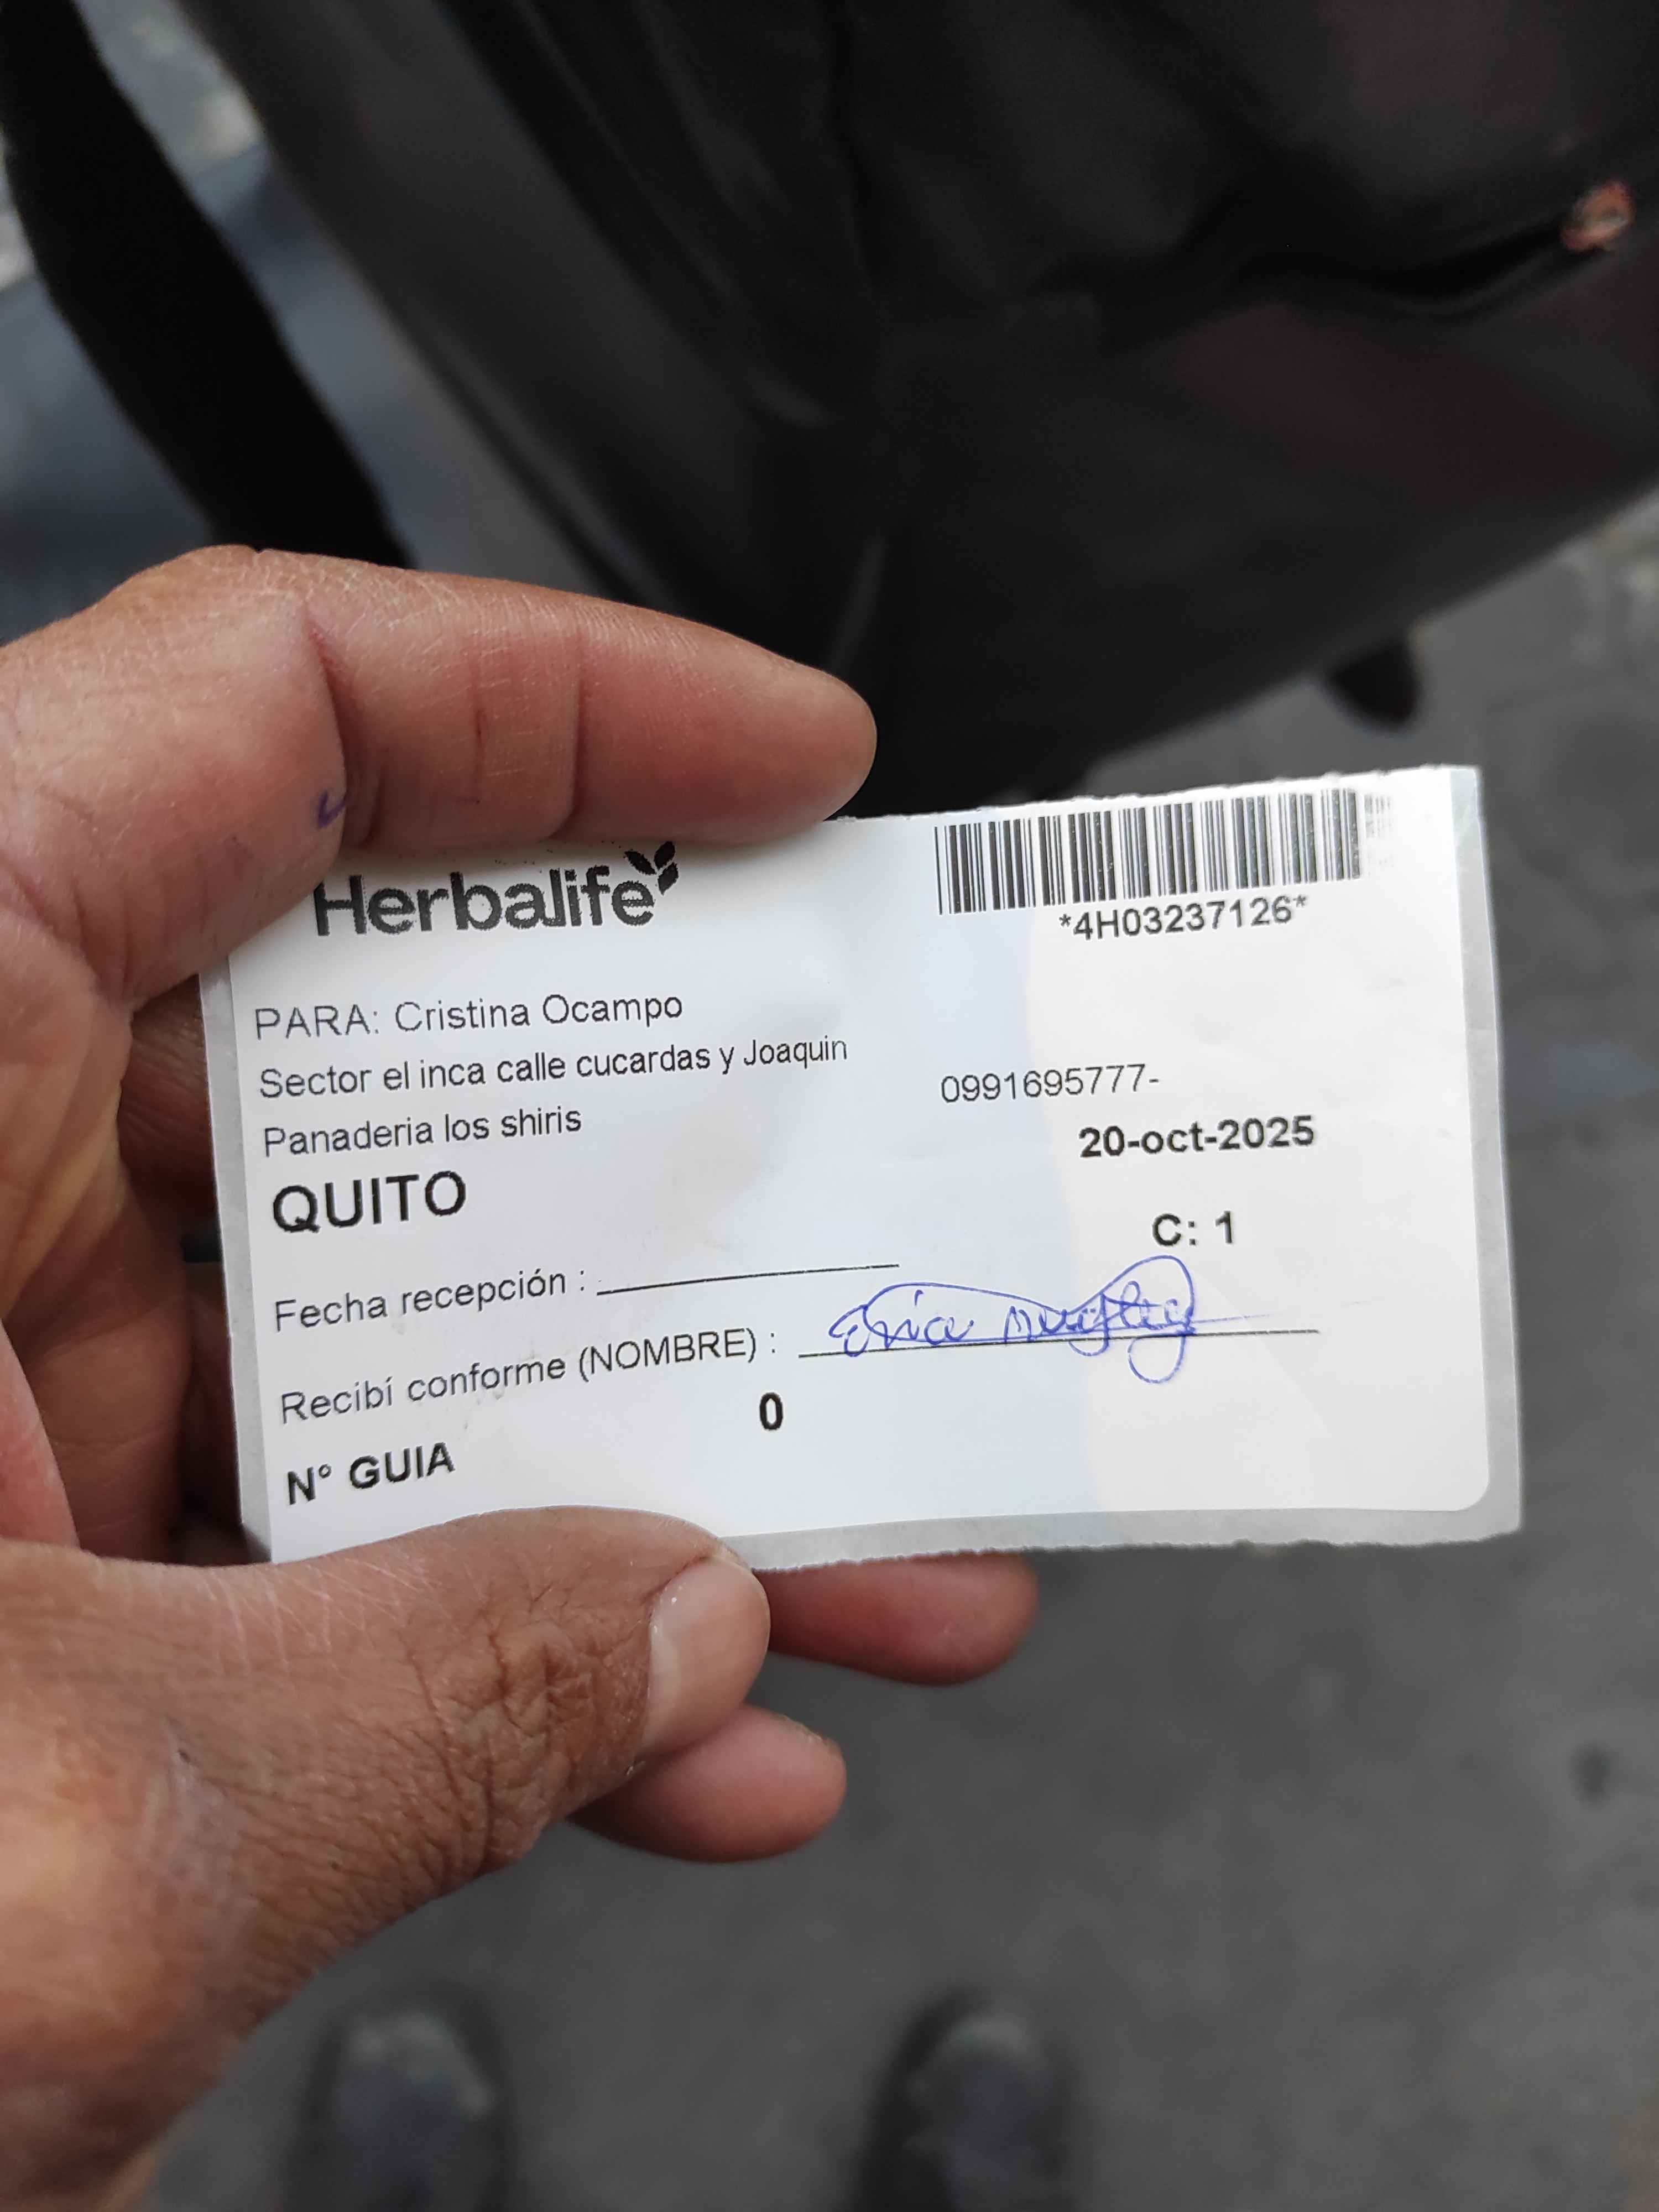 Herbalife
*4H03237126*
PARA: Cristina Ocampo
Sector el inca calle cucardas y Joaquin
0991695777-
Panaderia los shiris
20-oct-2025
QUITO
C: 1
Fecha recepción :
Recibí conforme (NOMBRE) : Erica
0
N° GUIA